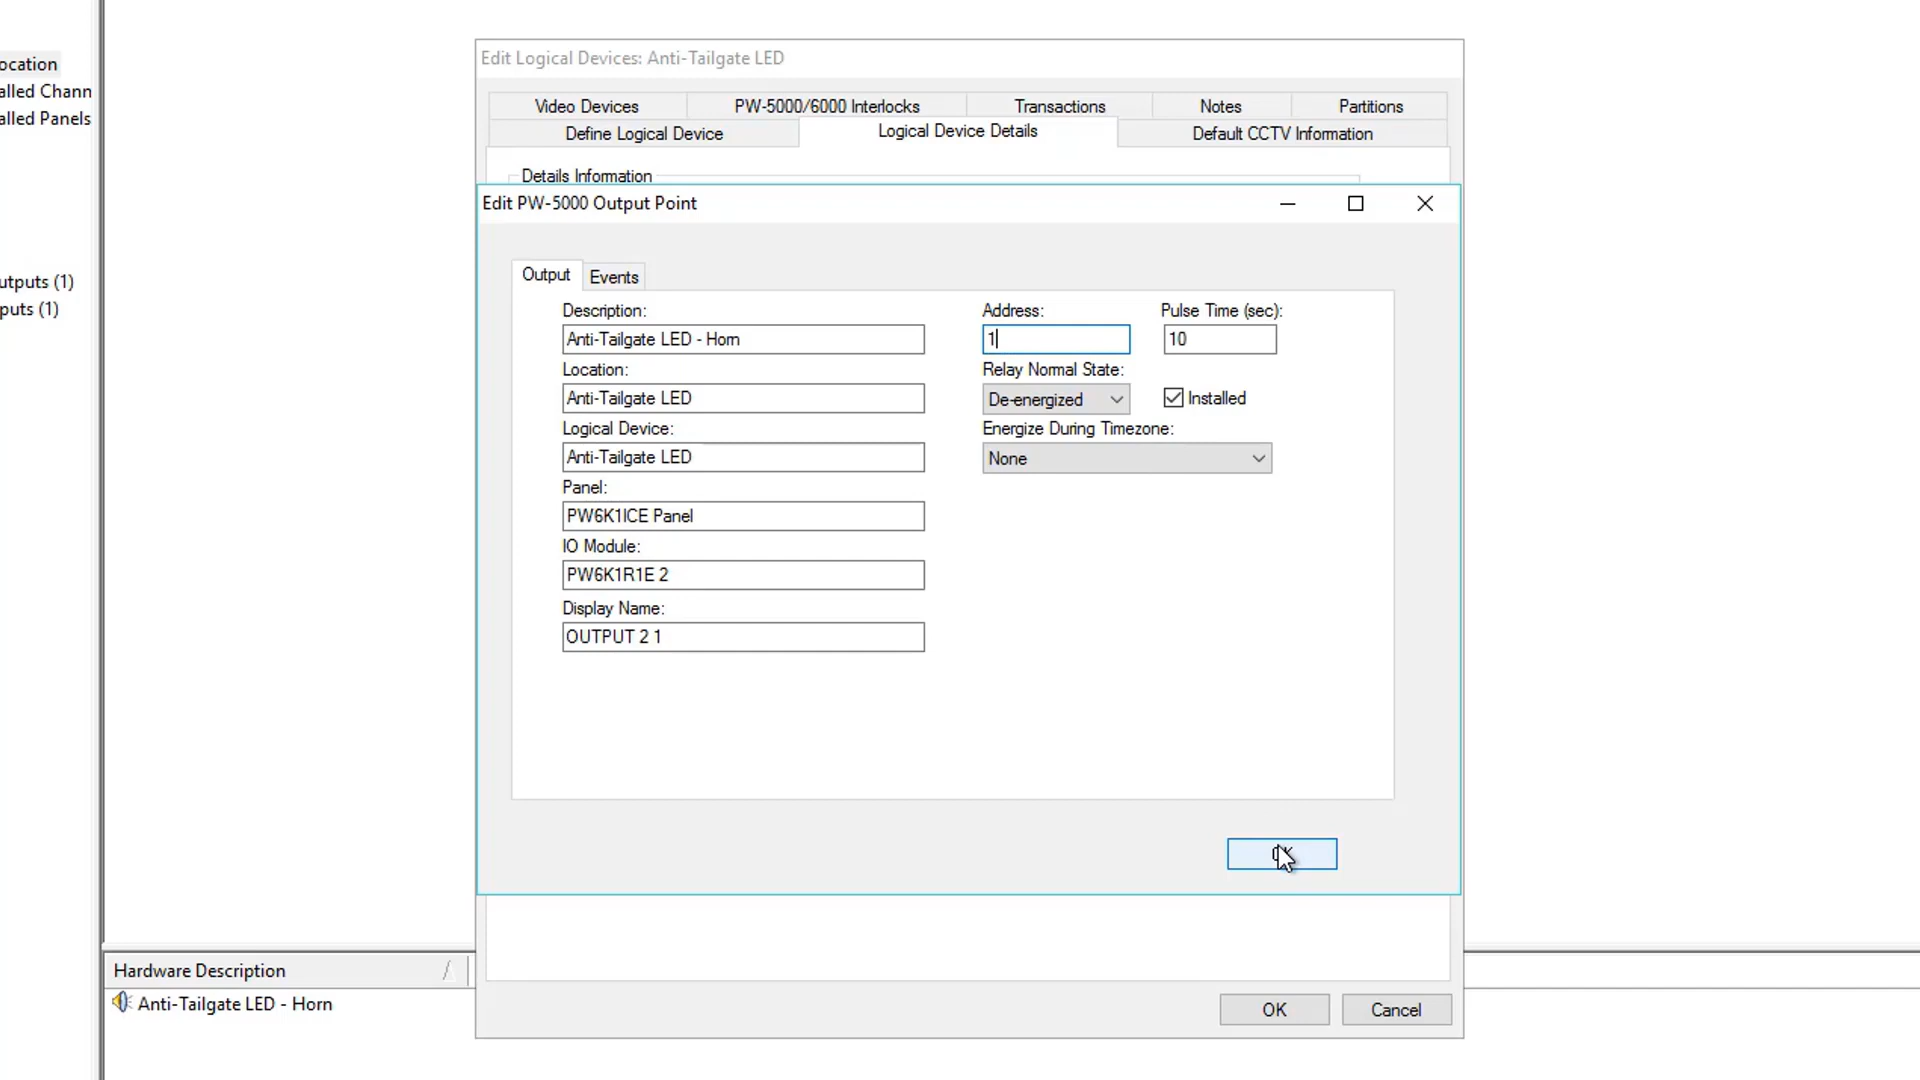 ocation
alled Chann
alled Panels
utputs (1)
puts (1)
Edit Logical Devices: Anti-Tailgate LED
Video Devices
PW-5000/6000 Interlocks
Transactions
Notes
Partitions
Define Logical Device
Logical Device Details
Default CCTV Information
Details Information
Edit PW-5000 Output Point
Output
Events
Description:
Anti-Tailgate LED - Horn
Location:
Anti-Tailgate LED
Logical Device:
Anti-Tailgate LED
Panel:
PW6K1ICE Panel
IO Module:
PW6K1R1E 2
Display Name:
OUTPUT 2 1
Address:
1
Pulse Time (sec):
10
Relay Normal State:
De-energized
Installed
Energize During Timezone:
None
OK
Hardware Description
Anti-Tailgate LED - Horn
OK
Cancel